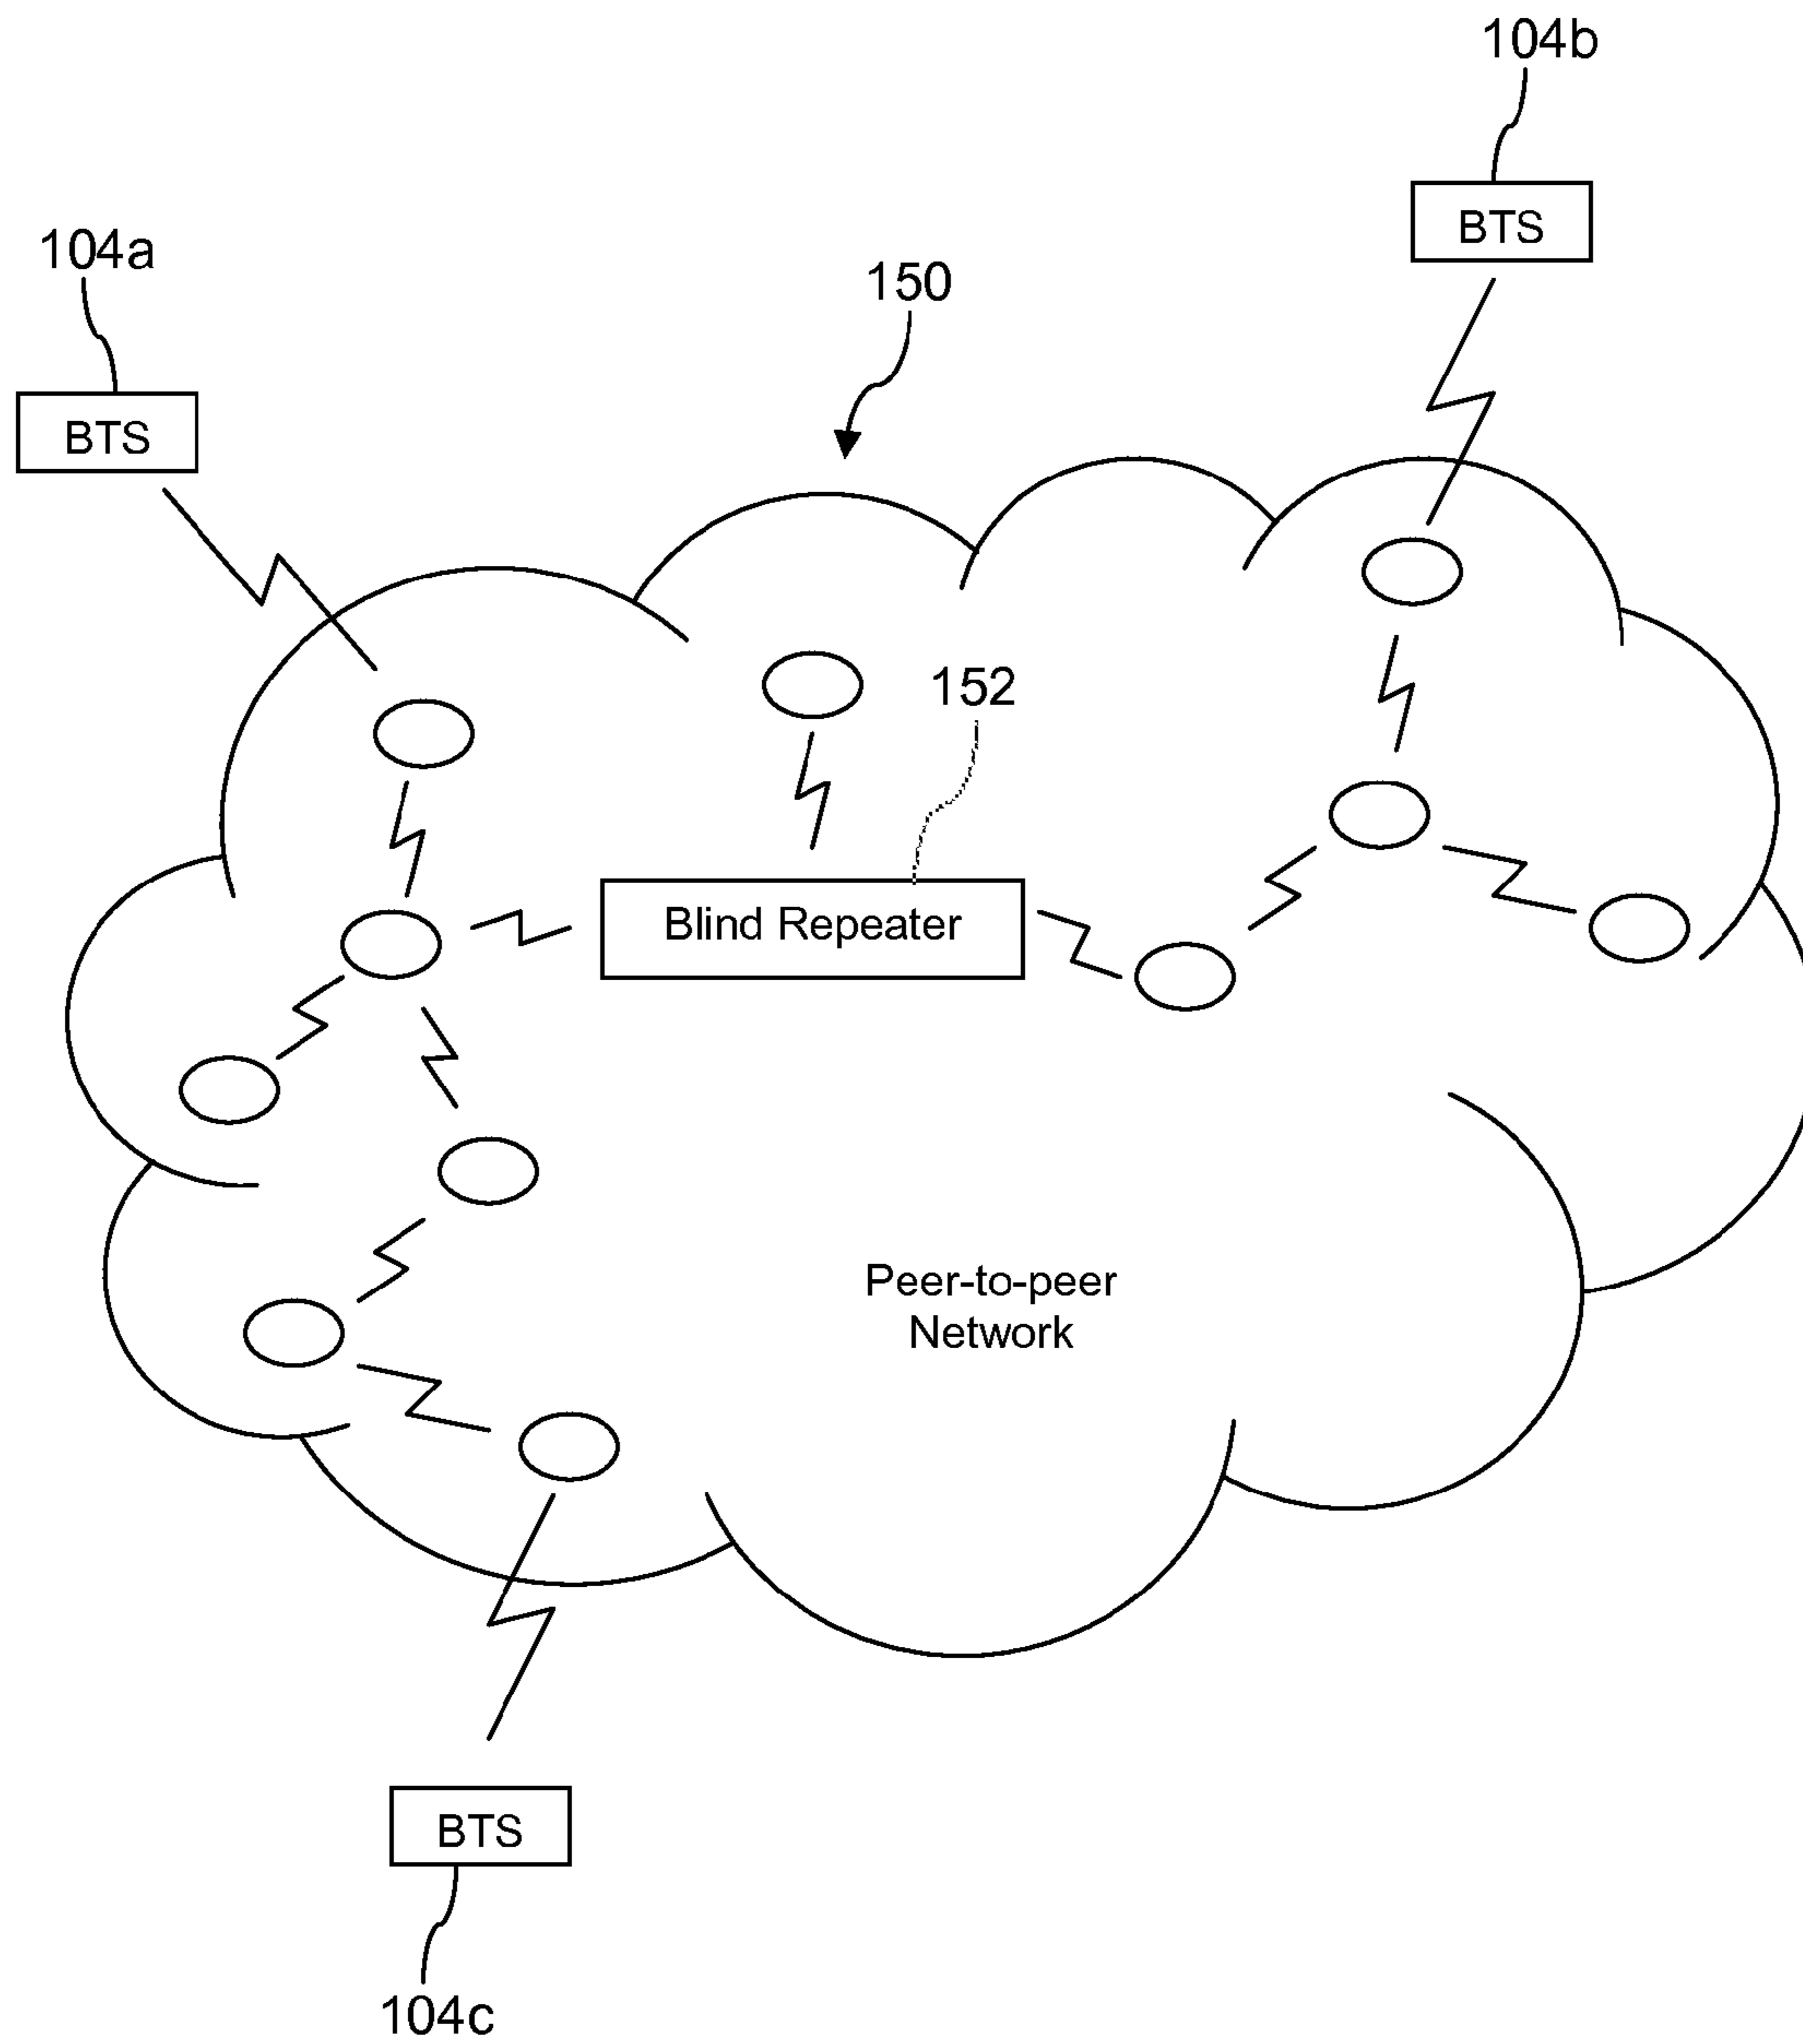 104b
BTS
104a
150
BTS
152
Blind Repeater
Peer-to-peer
Network
BTS
104c